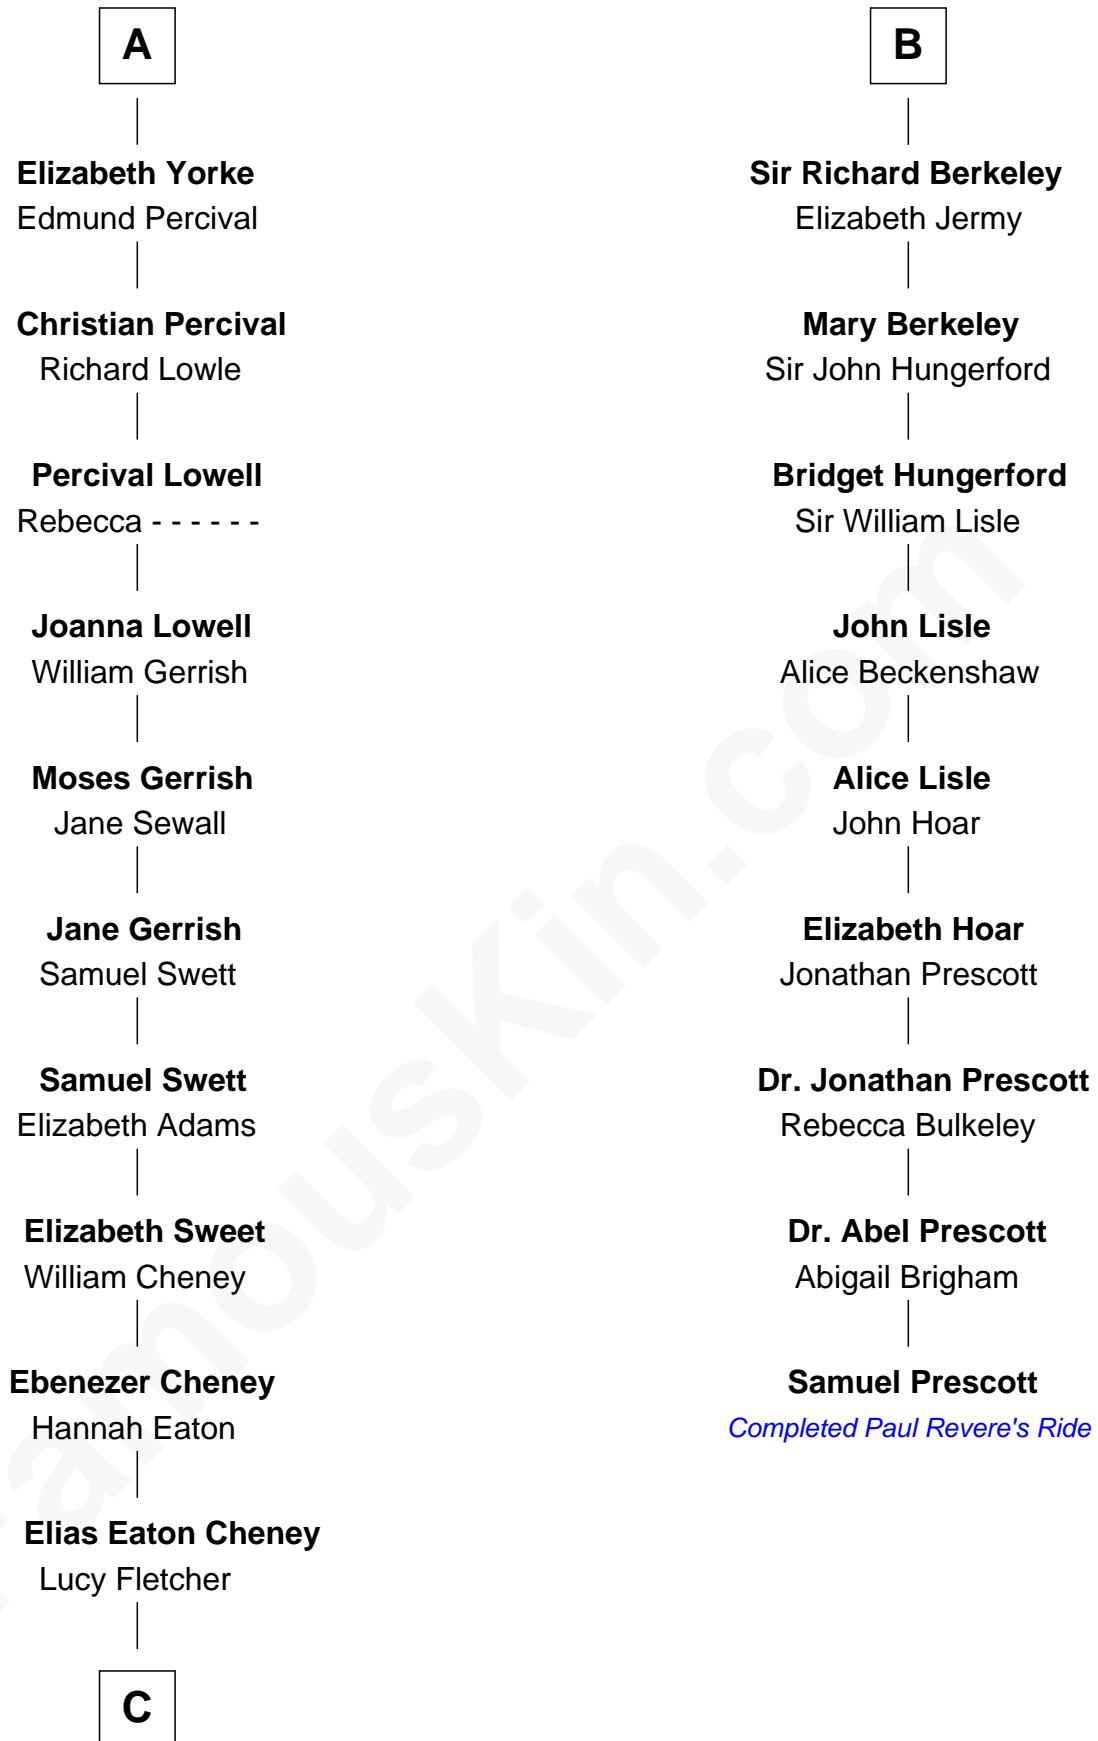 A
Elizabeth Yorke
Edmund Percival
Christian Percival
Richard Lowle
Percival Lowell
Rebecca - - - - - -
Joanna Lowell
William Gerrish
Moses Gerrish
Jane Sewall
Jane Gerrish
Samuel Swett
Samuel Swett
Elizabeth Adams
Elizabeth Sweet
William Cheney
Ebenezer Cheney
Hannah Eaton
Elias Eaton Cheney
Lucy Fletcher
C
B
Sir Richard Berkeley
Elizabeth Jermy
Mary Berkeley
Sir John Hungerford
Bridget Hungerford
Sir William Lisle
John Lisle
Alice Beckenshaw
Alice Lisle
John Hoar
Elizabeth Hoar
Jonathan Prescott
Dr. Jonathan Prescott
Rebecca Bulkeley
Dr. Abel Prescott
Abigail Brigham
Samuel Prescott
Completed Paul Revere's Ride
FamousKin.com